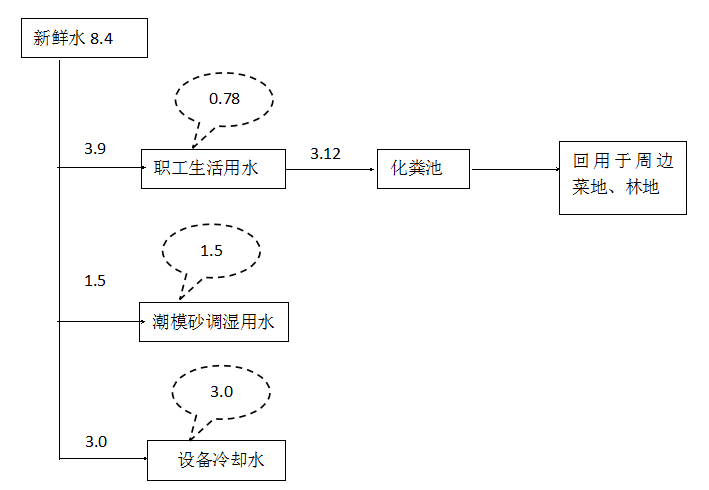 新鲜水 8.4
0.78
3.9
职工生活用水
3.12
化粪池
回用于周边
菜地、林地
1.5
1.5
潮模砂调湿用水
3.0
3.0
设备冷却水